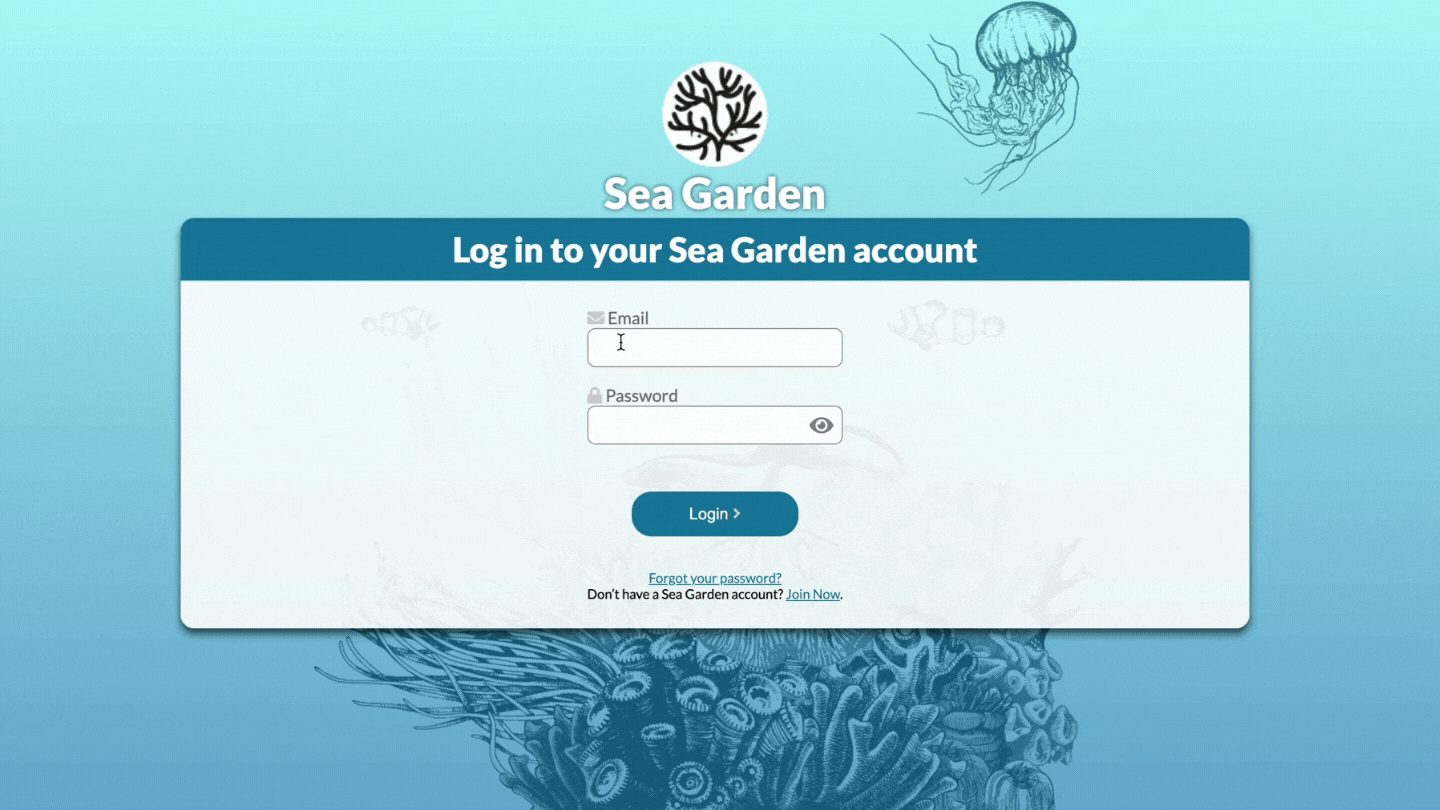 Sea Garden
Log in to your Sea Garden account
Email
Password
Login >
Forgot your password?
Don't have a Sea Garden account? Join Now.